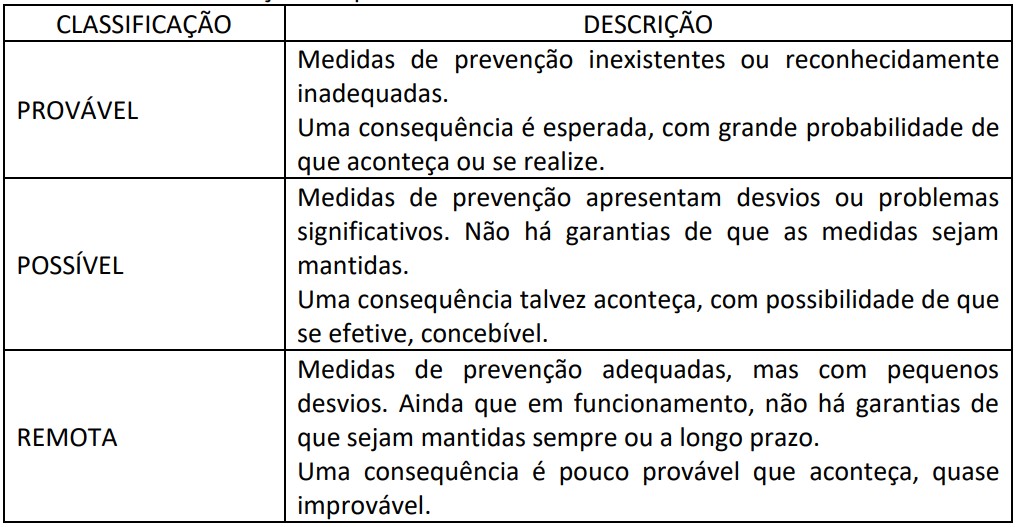 CLASSIFICAÇÃO DESCRIÇÃO
PROVÁVEL
Medidas de prevenção inexistentes ou reconhecidamente
inadequadas.
Uma consequência é esperada, com grande probabilidade de
que aconteça ou se realize.
POSSÍVEL
Medidas de prevenção apresentam desvios ou problemas
significativos. Não há garantias de que as medidas sejam
mantidas.
Uma consequência talvez aconteça, com possibilidade de que
se efetive, concebível.
REMOTA
Medidas de prevenção adequadas, mas com pequenos
desvios. Ainda que em funcionamento, não há garantias de
que sejam mantidas sempre ou a longo prazo.
Uma consequência é pouco provável que aconteça, quase
improvável.